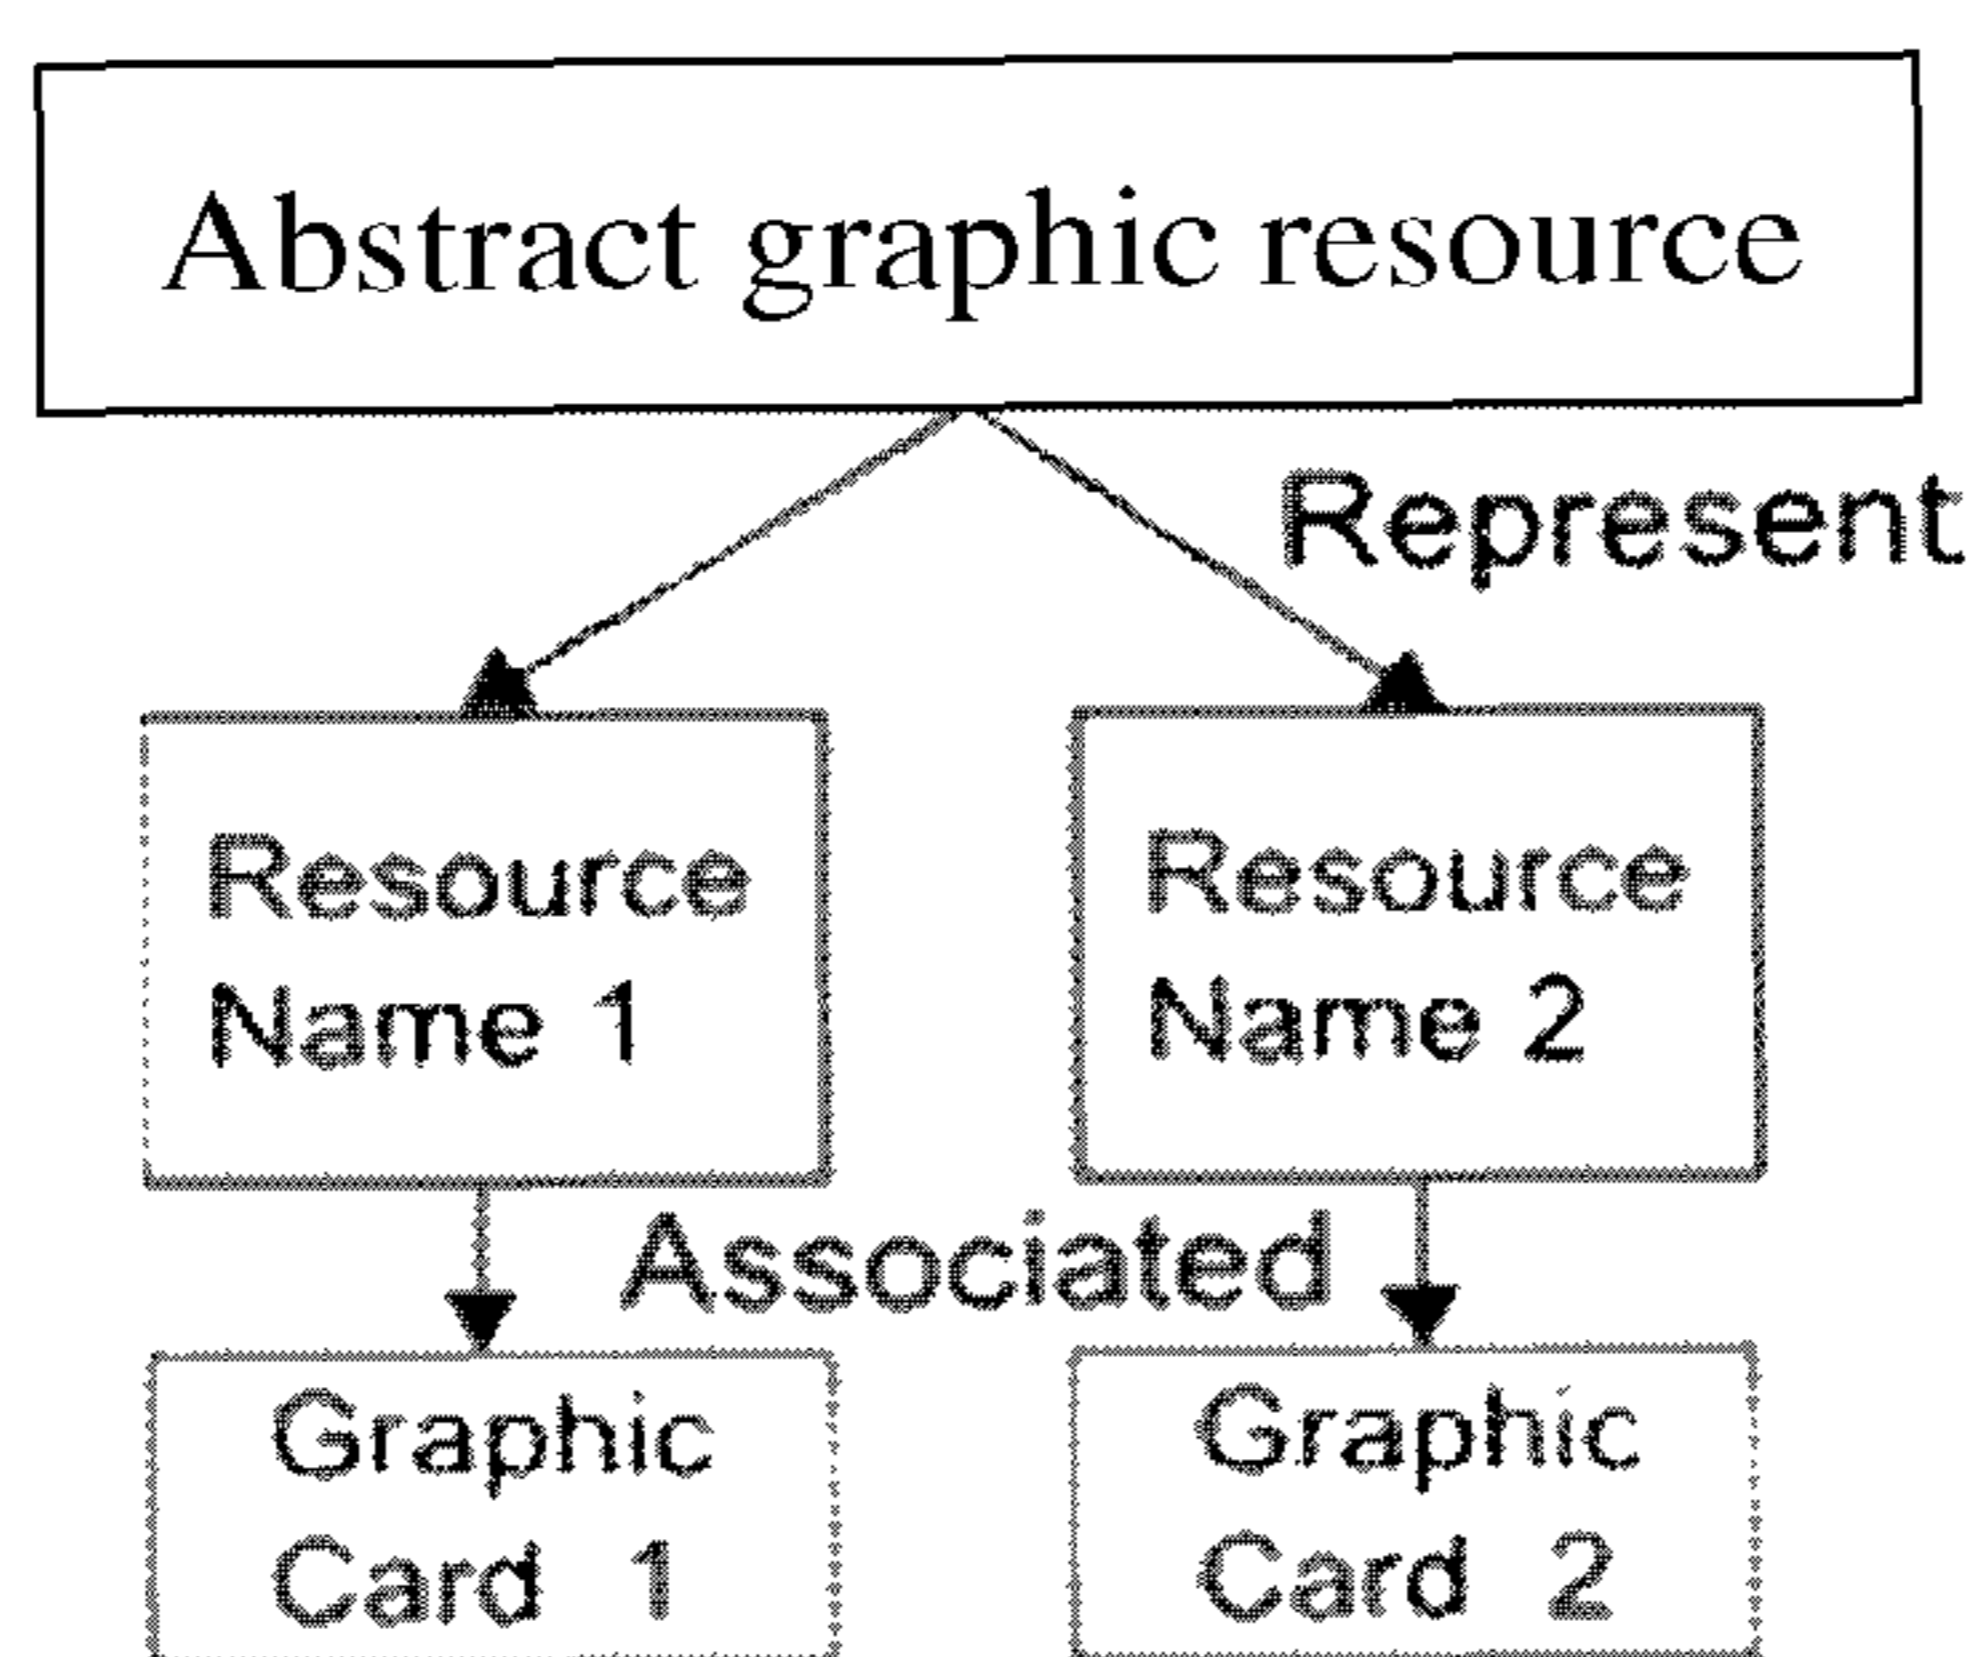 Abstract graphic resource
Represent
Resource
Name 1
Resource
Name 2
Associated
Graphic
Card 1
Graphic
Card 2